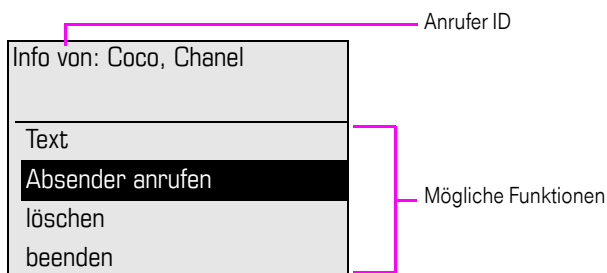 Anrufer ID
Info von: Coco, Chanel
Text
Absender anrufen
löschen
beenden
Mögliche Funktionen